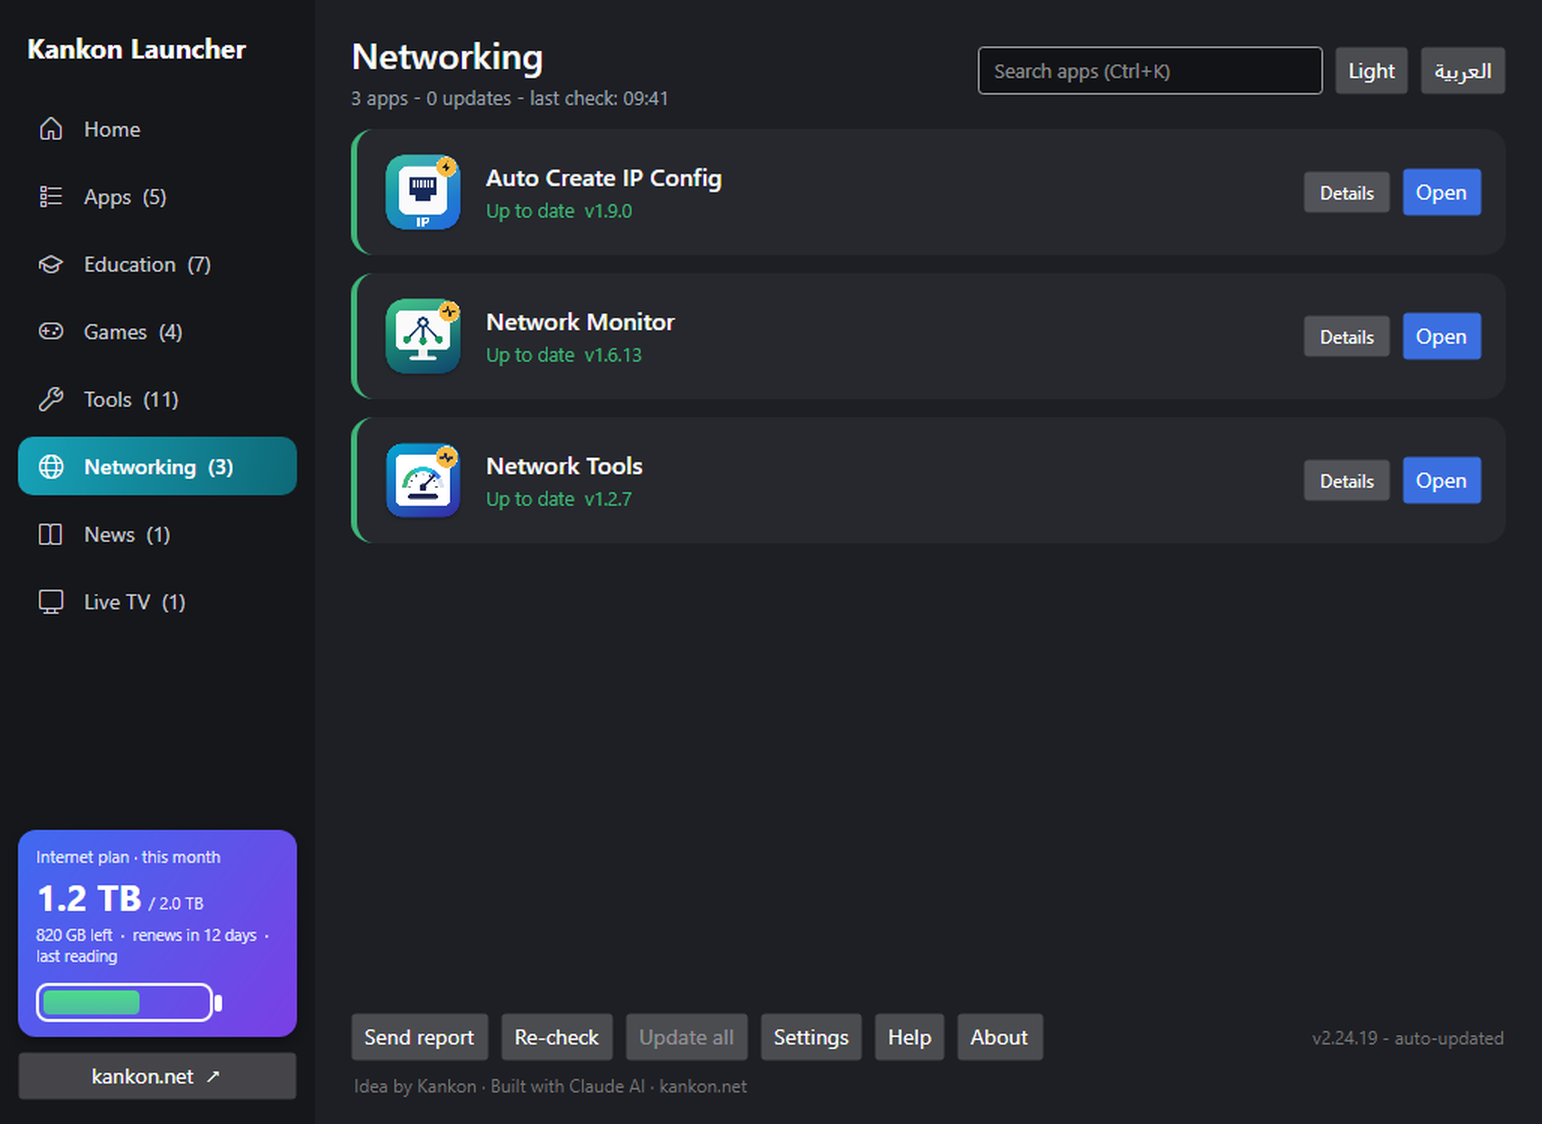 Kankon Launcher
Home
Apps (5)
Education (7)
Games (4)
Tools (11)
Networking (3)
News (1)
Live TV (1)
Internet plan · this month
1.2 TB / 2.0 TB
820 GB left · renews in 12 days ·
last reading
kankon.net ↗
Networking
3 apps - 0 updates - last check: 09:41
Search apps (Ctrl+K)
Light
العربية
IP
Auto Create IP Config
Up to date v1.9.0
Details
Open
Network Monitor
Up to date v1.6.13
Details
Open
Network Tools
Up to date v1.2.7
Details
Open
Send report
Re-check
Update all
Settings
Help
About
v2.24.19 - auto-updated
Idea by Kankon · Built with Claude AI · kankon.net